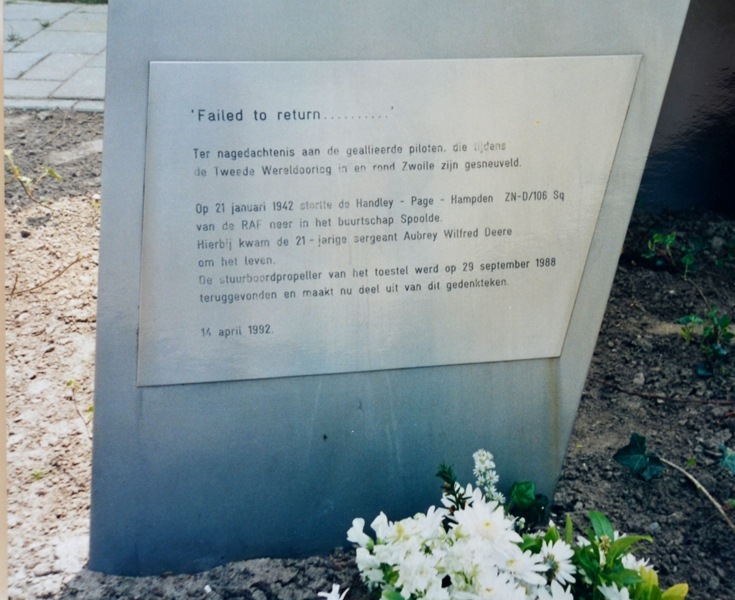 'Failed to return..........'
Ter nagedachtenis aan de geallieerde piloten, die tijdens
de Tweede Wereldoorlog in en rond Zwolle zijn gesneuveld.
Op 21 januari 1942 stortte de Handley - Page - Hampden ZN-D/106 Sq
van de RAF neer in het buurtschap Spoolde.
Hierbij kwam de 21 - jarige sergeant Aubrey Wilfred Deere
om het leven.
De stuurboordpropeller van het toestel werd op 29 september 1988
teruggevonden en maakt nu deel uit van dit gedenkteken.
14 april 1992.